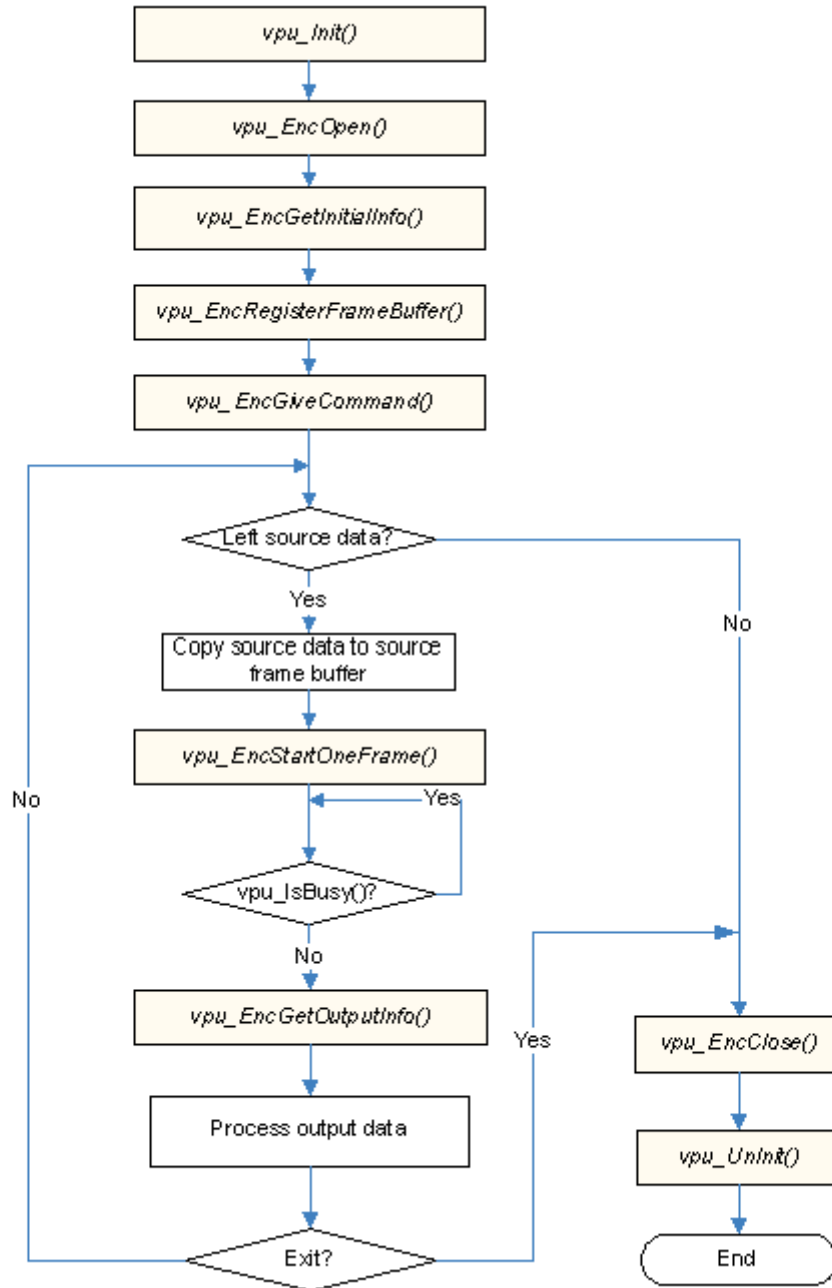 vpu_Init()
vpu_EncOpen()
vpu_EncGetInitialInfo()
vpu_EncRegisterFrameBuffer()
vpu_EncGiveCommand()
Left source data?
Yes
No
Copy source data to source
frame buffer
vpu_EncStartOneFrame()
Yes
No
vpu_IsBusy()?
No
vpu_EncGetOutputInfo()
Yes
vpu_EncClose()
Process output data
vpu_UnInit()
Exit?
End